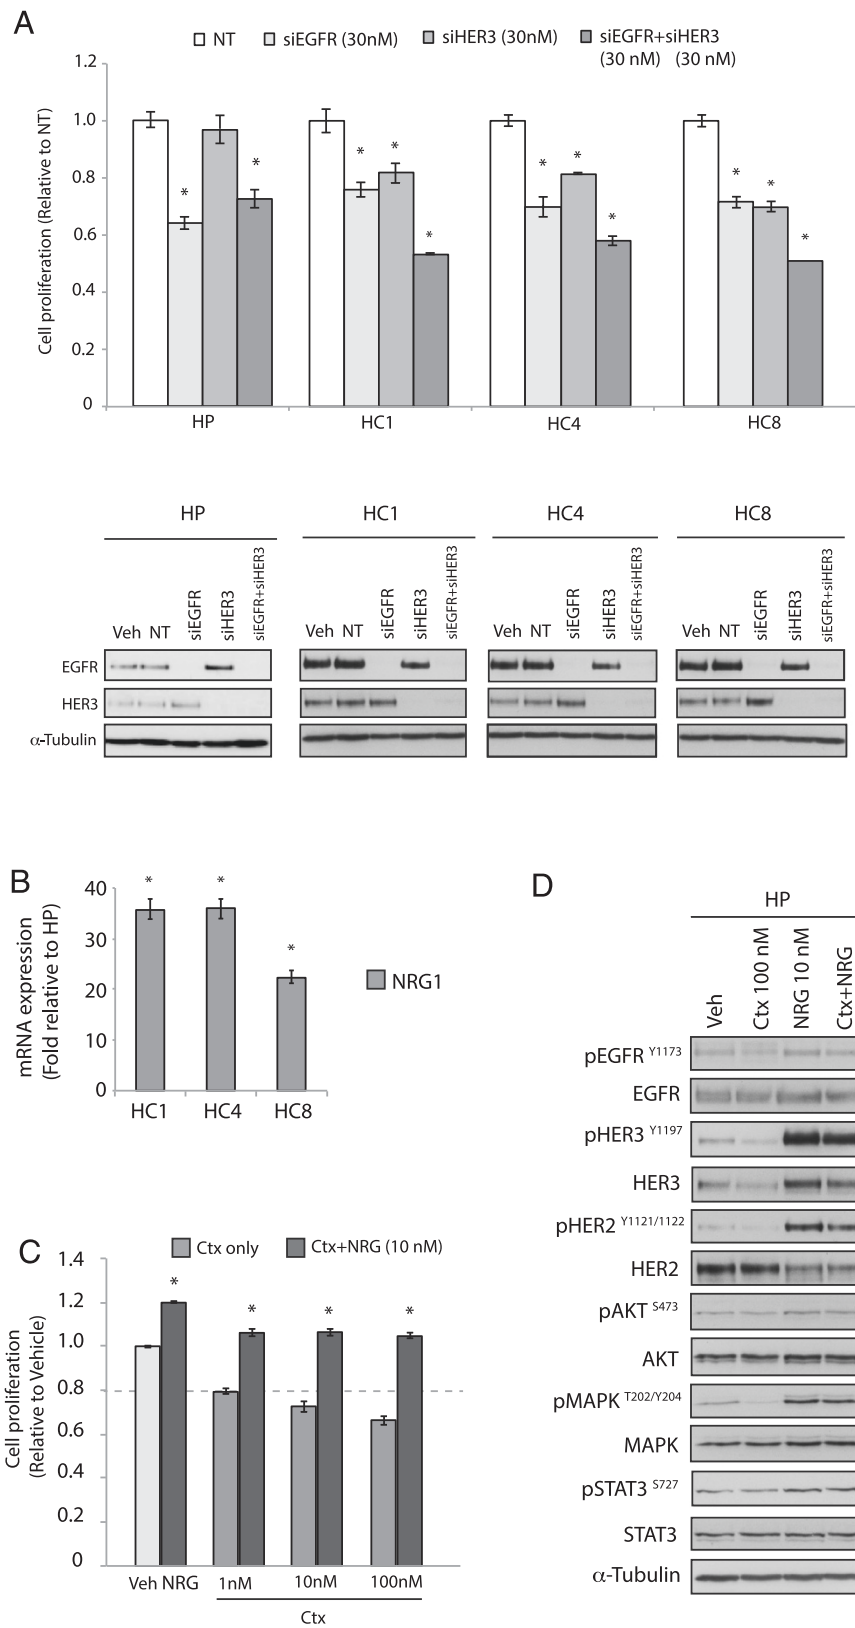 A
NT siEGFR (30nM) siHER3 (30nM) siEGFR+siHER3
(30 nM) (30 nM)
Cell proliferation (Relative to NT)
1.2
1.0
0.8
0.6
0.4
0.2
0
* * * * * * * * * * *
HP HC1 HC4 HC8
HP HC1 HC4 HC8
Veh NT siEGFR siHER3 siEGFR+siHER3 Veh NT siEGFR siHER3 siEGFR+siHER3 Veh NT siEGFR siHER3 siEGFR+siHER3 Veh NT siEGFR siHER3 siEGFR+siHER3
EGFR
HER3
α-Tubulin
B
mRNA expression
(Fold relative to HP)
40
30
20
10
0
* * *
NRG1
HC1 HC4 HC8
C
Ctx only Ctx+NRG (10 nM)
Cell proliferation
(Relative to Vehicle)
1.4
1.2
1.0
0.8
0.6
0.4
0.2
0
* * * *
Veh NRG 1nM 10nM 100nM
Ctx
D
HP
Veh Ctx 100 nM NRG 10 nM Ctx+NRG
pEGFR Y1173
EGFR
pHER3 Y1197
HER3
pHER2 Y1121/1122
HER2
pAKT S473
AKT
pMAPK T202/Y204
MAPK
pSTAT3 S727
STAT3
α-Tubulin